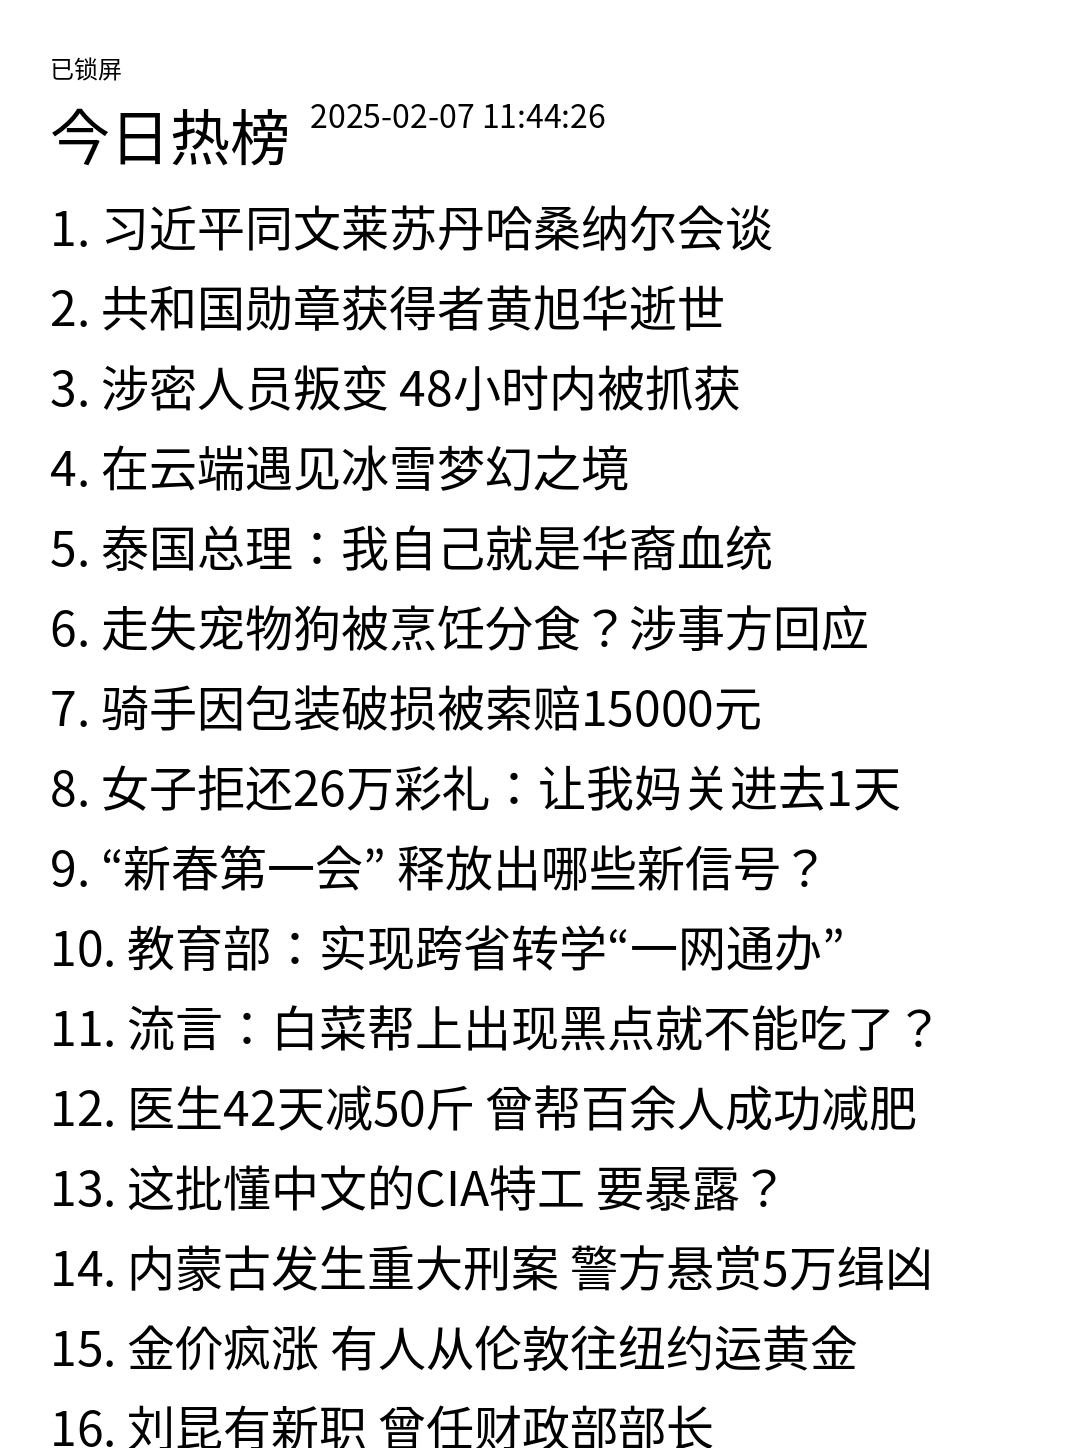 已锁屏
今日热榜 2025-02-07 11:44:26
1. 习近平同文莱苏丹哈桑纳尔会谈
2. 共和国勋章获得者黄旭华逝世
3. 涉密人员叛变 48小时内被抓获
4. 在云端遇见冰雪梦幻之境
5. 泰国总理：我自己就是华裔血统
6. 走失宠物狗被烹饪分食？涉事方回应
7. 骑手因包装破损被索赔15000元
8. 女子拒还26万彩礼：让我妈关进去1天
9. “新春第一会” 释放出哪些新信号？
10. 教育部：实现跨省转学“一网通办”
11. 流言：白菜帮上出现黑点就不能吃了？
12. 医生42天减50斤 曾帮百余人成功减肥
13. 这批懂中文的CIA特工 要暴露？
14. 内蒙古发生重大刑案 警方悬赏5万缉凶
15. 金价疯涨 有人从伦敦往纽约运黄金
16. 刘昆有新职 曾任财政部部长